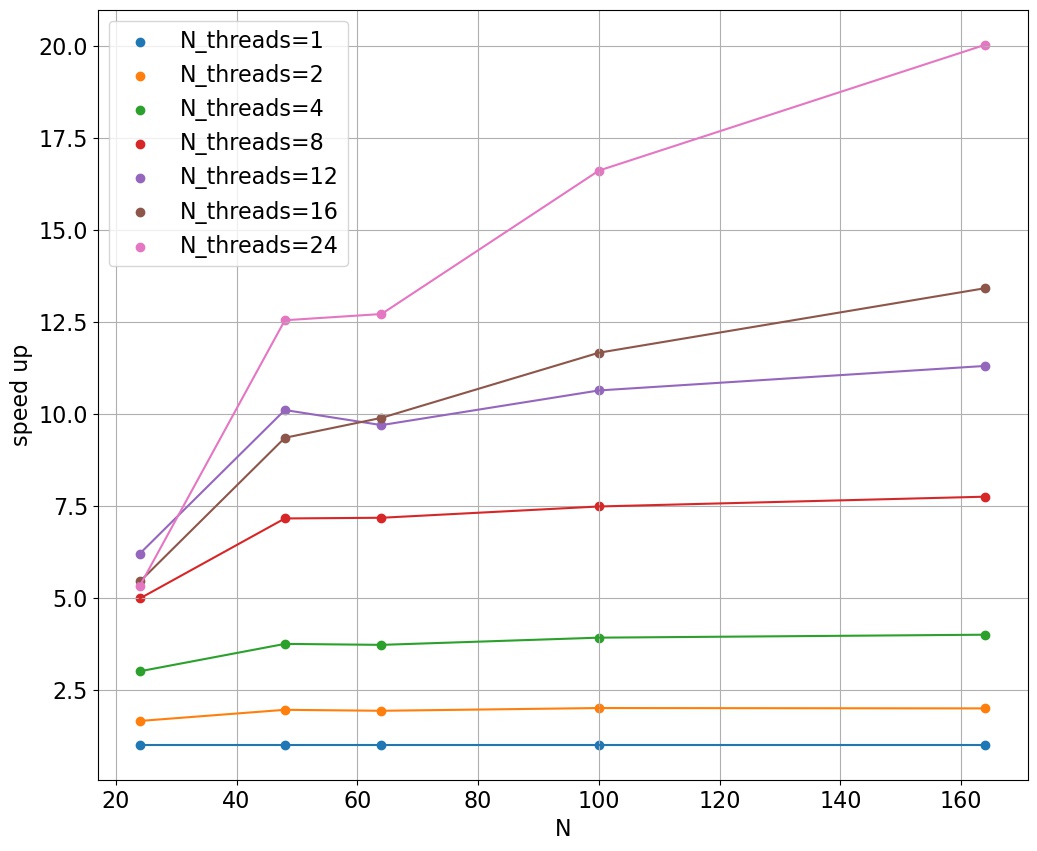 20.0
17.5
15.0
12.5
10.0
7.5
5.0
2.5
speed up
N_threads=1
N_threads=2
N_threads=4
N_threads=8
N_threads=12
N_threads=16
N_threads=24
20 40 60 80 100 120 140 160
N